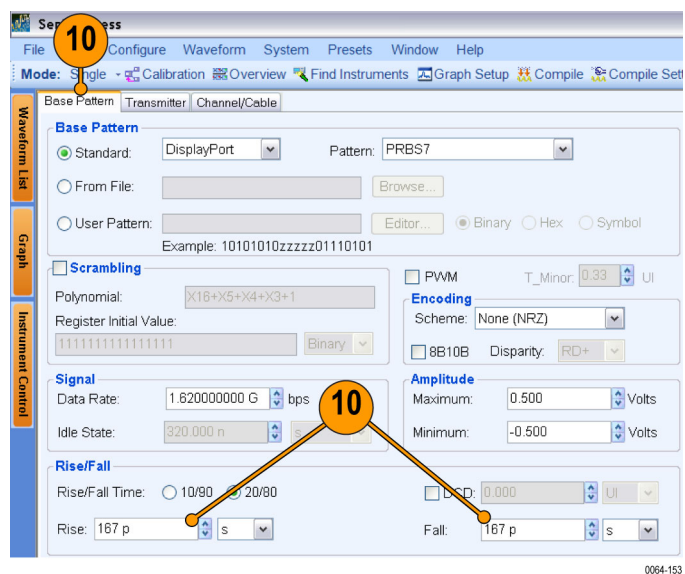 Ser ess
File Configure Waveform System Presets Window Help
Mode: Single Calibration Overview Find Instruments Graph Setup Compile Compile Sett
10
Base Pattern Transmitter Channel/Cable
Waveform List
Graph
Instrument Control
Base Pattern
Standard: DisplayPort Pattern: PRBS7
From File: Browse...
User Pattern: Editor... Binary Hex Symbol
Example: 10101010zzzzz01110101
Scrambling PWM T_Minor: 0.33 UI
Polynomial: X16+X5+X4+X3+1
Register Initial Value:
1111111111111111 Binary
Encoding
Scheme: None (NRZ)
8B10B Disparity: RD+
Signal
Data Rate: 1.620000000 G bps
Idle State: 320.000 n s
10
Amplitude
Maximum: 0.500 Volts
Minimum: -0.500 Volts
Rise/Fall
Rise/Fall Time: 10/90 20/80 DCD: 0.000 UI
Rise: 167 p s Fall: 167 p s
0064-153